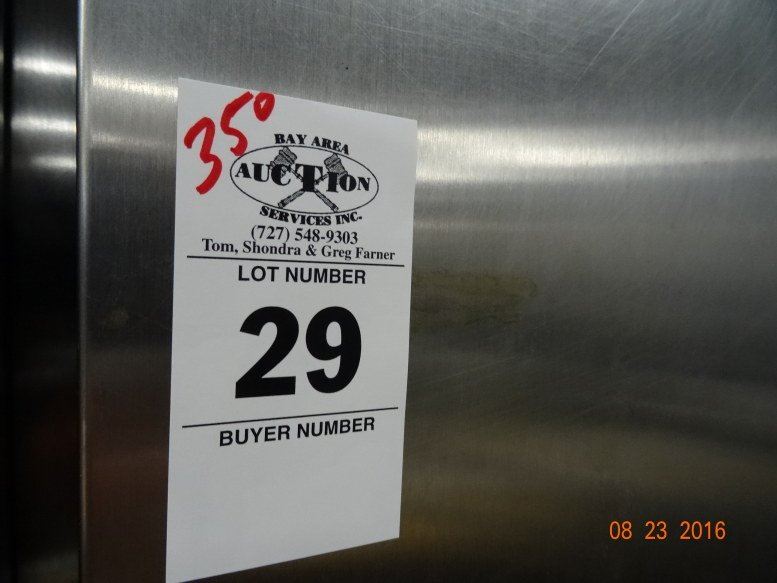 35°
BAY AREA
AUCTION
SERVICES INC.
(727) 548-9303
Tom, Shondra & Greg Farner
LOT NUMBER
29
BUYER NUMBER
08 23 2016